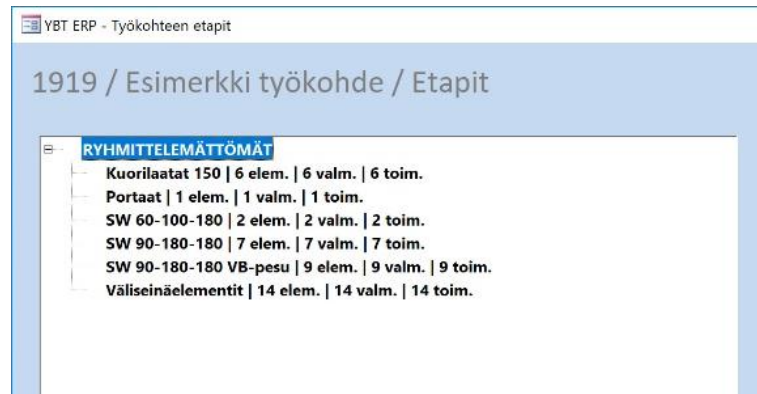 YBT ERP - Työkohteen etapit
1919 / Esimerkki työkohde / Etapit
RYHMITTELEMÄTTÖMÄT
Kuorilaatat 150 | 6 elem. | 6 valm. | 6 toim.
Portaat | 1 elem. | 1 valm. | 1 toim.
SW 60-100-180 | 2 elem. | 2 valm. | 2 toim.
SW 90-180-180 | 7 elem. | 7 valm. | 7 toim.
SW 90-180-180 VB-pesu | 9 elem. | 9 valm. | 9 toim.
Väliseinäelementit | 14 elem. | 14 valm. | 14 toim.